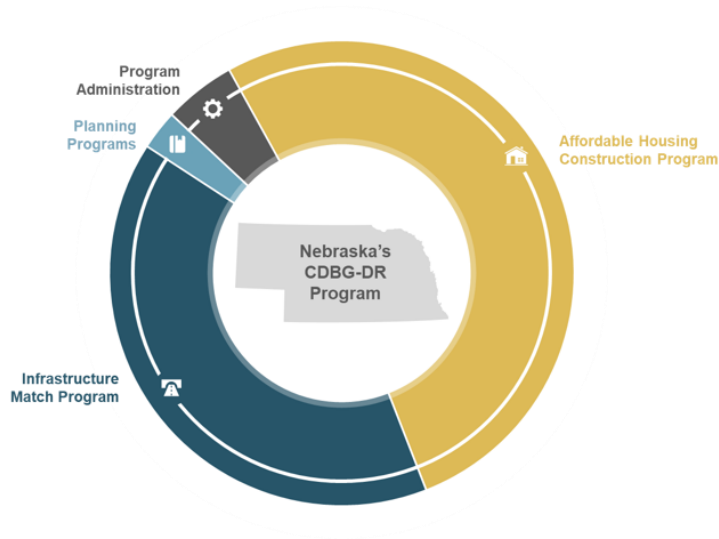 Program
Administration
Planning
Programs
Affordable Housing
Construction Program
Nebraska's
CDBG-DR
Program
Infrastructure
Match Program